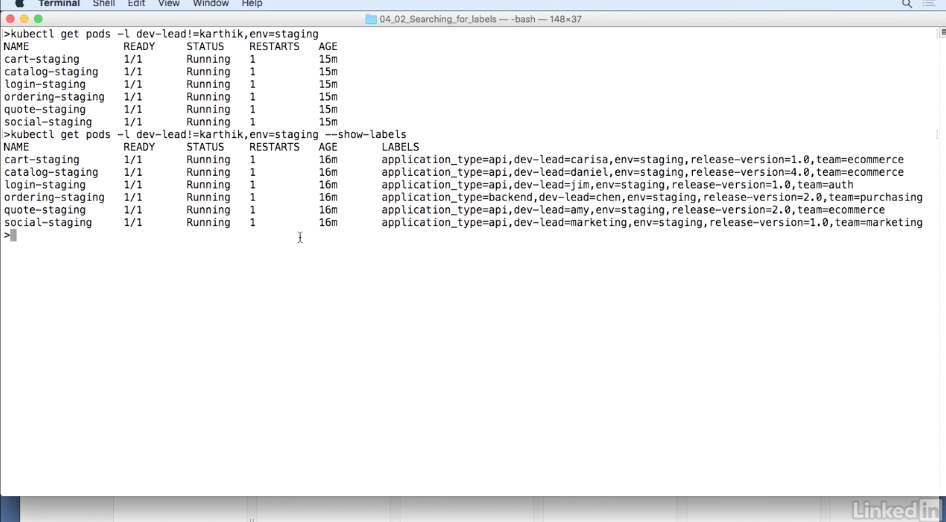 Terminal Shell Edit View Window Help
04_02_Searching_for_labels — -bash — 148×37
>kubectl get pods -l dev-lead!=karthik,env=staging
NAME READY STATUS RESTARTS AGE
cart-staging 1/1 Running 1 15m
catalog-staging 1/1 Running 1 15m
login-staging 1/1 Running 1 15m
ordering-staging 1/1 Running 1 15m
quote-staging 1/1 Running 1 15m
social-staging 1/1 Running 1 15m
>kubectl get pods -l dev-lead!=karthik,env=staging --show-labels
NAME READY STATUS RESTARTS AGE LABELS
cart-staging 1/1 Running 1 16m application_type=api,dev-lead=carisa,env=staging,release-version=1.0,team=ecommerce
catalog-staging 1/1 Running 1 16m application_type=api,dev-lead=daniel,env=staging,release-version=4.0,team=ecommerce
login-staging 1/1 Running 1 16m application_type=api,dev-lead=jim,env=staging,release-version=1.0,team=auth
ordering-staging 1/1 Running 1 16m application_type=backend,dev-lead=chen,env=staging,release-version=2.0,team=purchasing
quote-staging 1/1 Running 1 16m application_type=api,dev-lead=amy,env=staging,release-version=2.0,team=ecommerce
social-staging 1/1 Running 1 16m application_type=api,dev-lead=marketing,env=staging,release-version=1.0,team=marketing
>
Linked in